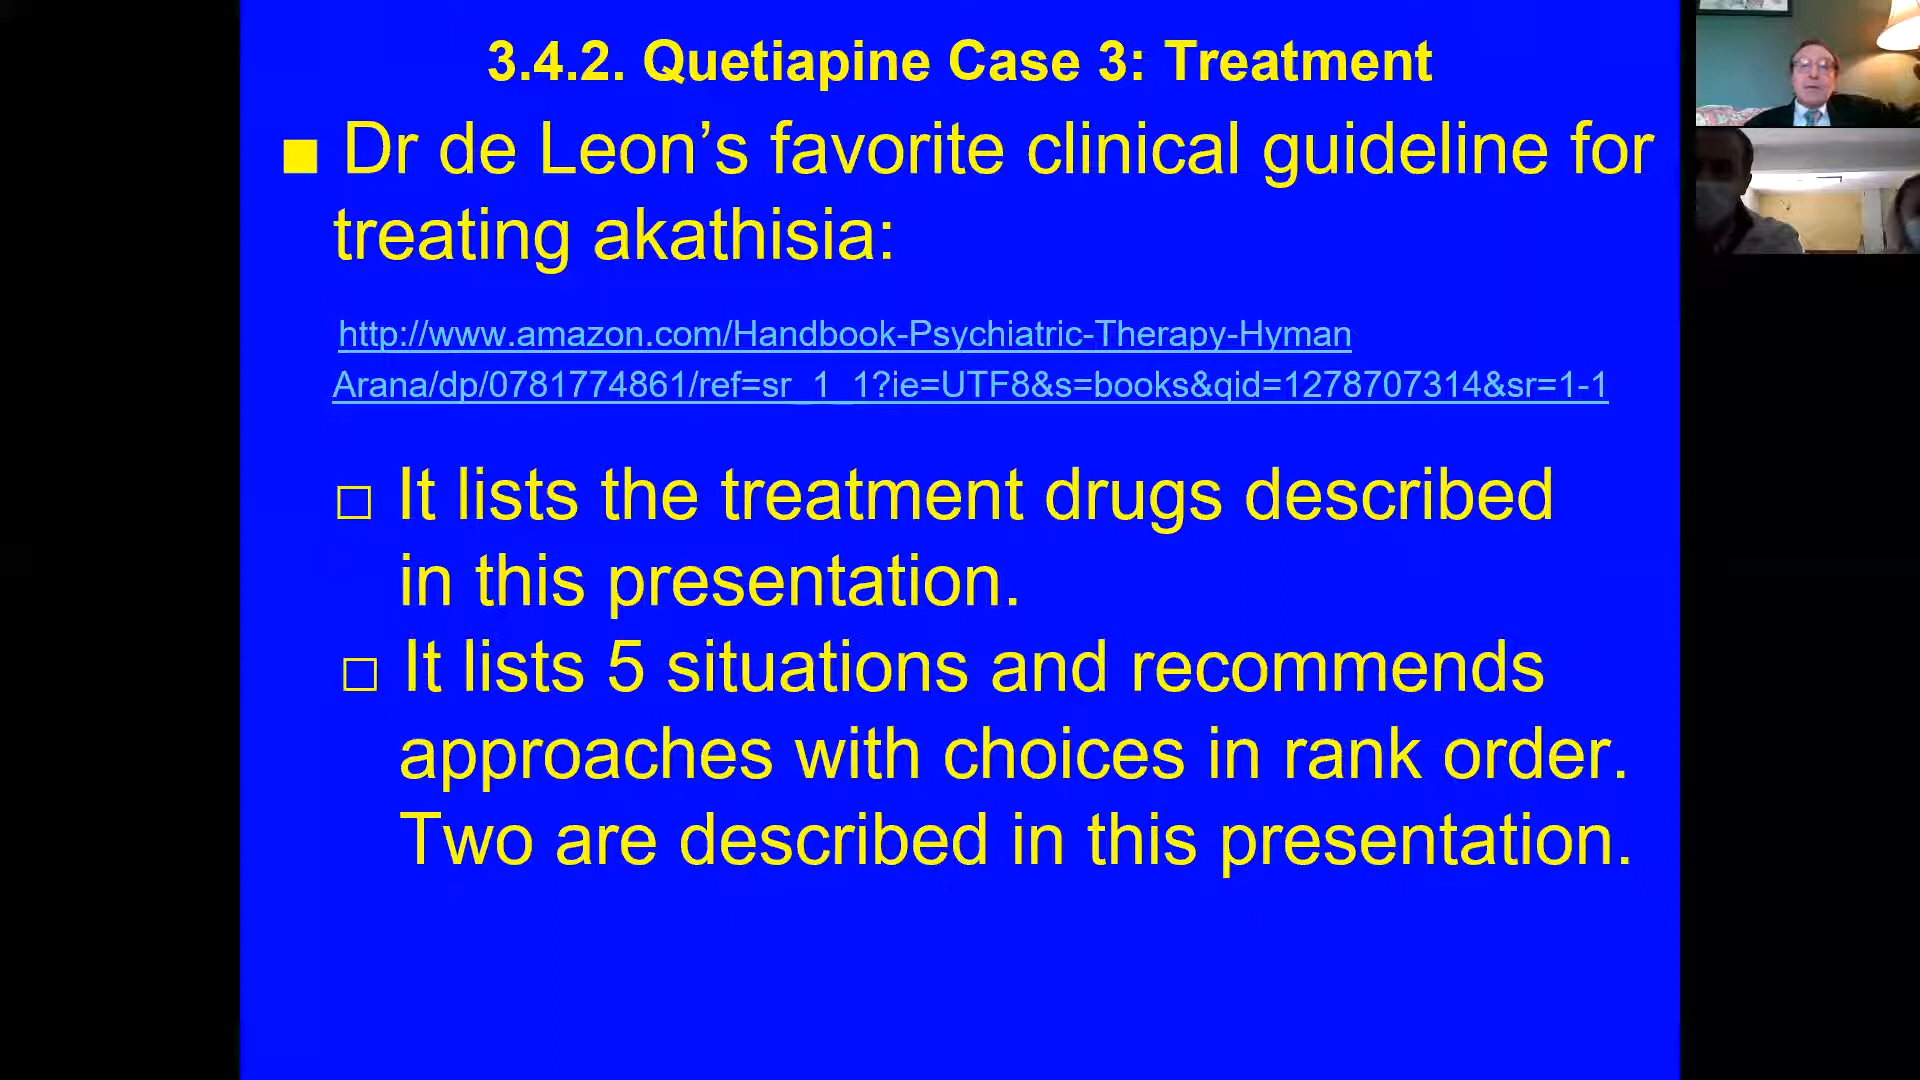 3.4.2. Quetiapine Case 3: Treatment
■ Dr de Leon’s favorite clinical guideline for
treating akathisia:
http://www.amazon.com/Handbook-Psychiatric-Therapy-Hyman
Arana/dp/0781774861/ref=sr_1_1?ie=UTF8&s=books&qid=1278707314&sr=1-1
□ It lists the treatment drugs described
in this presentation.
□ It lists 5 situations and recommends
approaches with choices in rank order.
Two are described in this presentation.